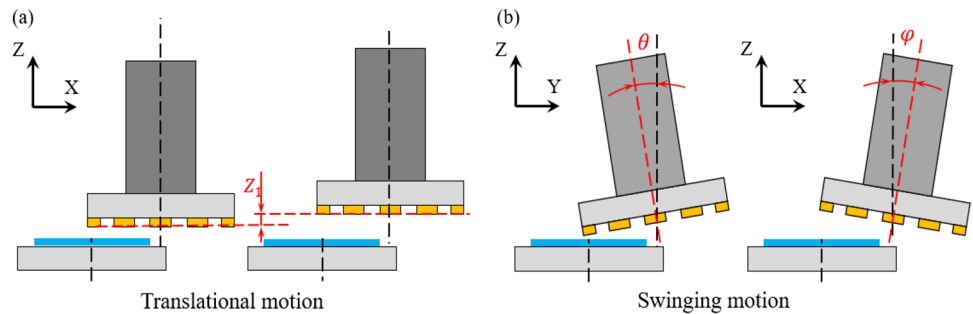 (a)
Z
X
Z₁
Translational motion
(b)
Z
Y
θ
Z
X
φ
Swinging motion